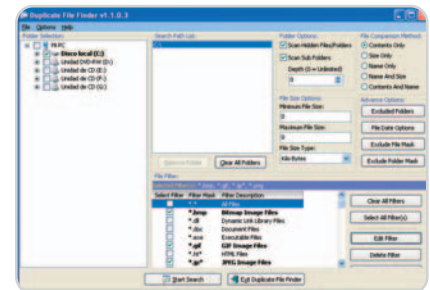 Duplicate File Finder v1.1.0.3
File Options Help
Folder Selection:
Mi PC
Disco local (C:)
Unidad DVD-RW (D:)
Unidad de CD (E:)
Unidad de CD (F:)
Unidad de CD (G:)
Search Path List:
Clear All Folders
Folder Options:
Scan Hidden Files/Folders
Scan Sub Folders
Depth (0 = Unlimited)
0
File Size Options:
Minimum File Size:
0
Maximum File Size:
0
File Size Type:
Kilo Bytes
File Comparison Method:
Contents Only
Size Only
Name Only
Name And Size
Contents And Name
Advance Options:
Excluded Folders
File Date Options
Exclude File Mask
Exclude Folder Mask
File Filter:
Select Filter Filter Mask Filter Description
*.* All Files
*.bmp Bitmap Image Files
*.dll Dynamic Link Library Files
*.doc Document Files
*.exe Executable Files
*.gif GIF Image Files
*.ht* HTML Files
*.jp* JPEG Image Files
Clear All Filters
Select All Filter(s)
Edit Filter
Delete Filter
Start Search
Exit Duplicate File Finder